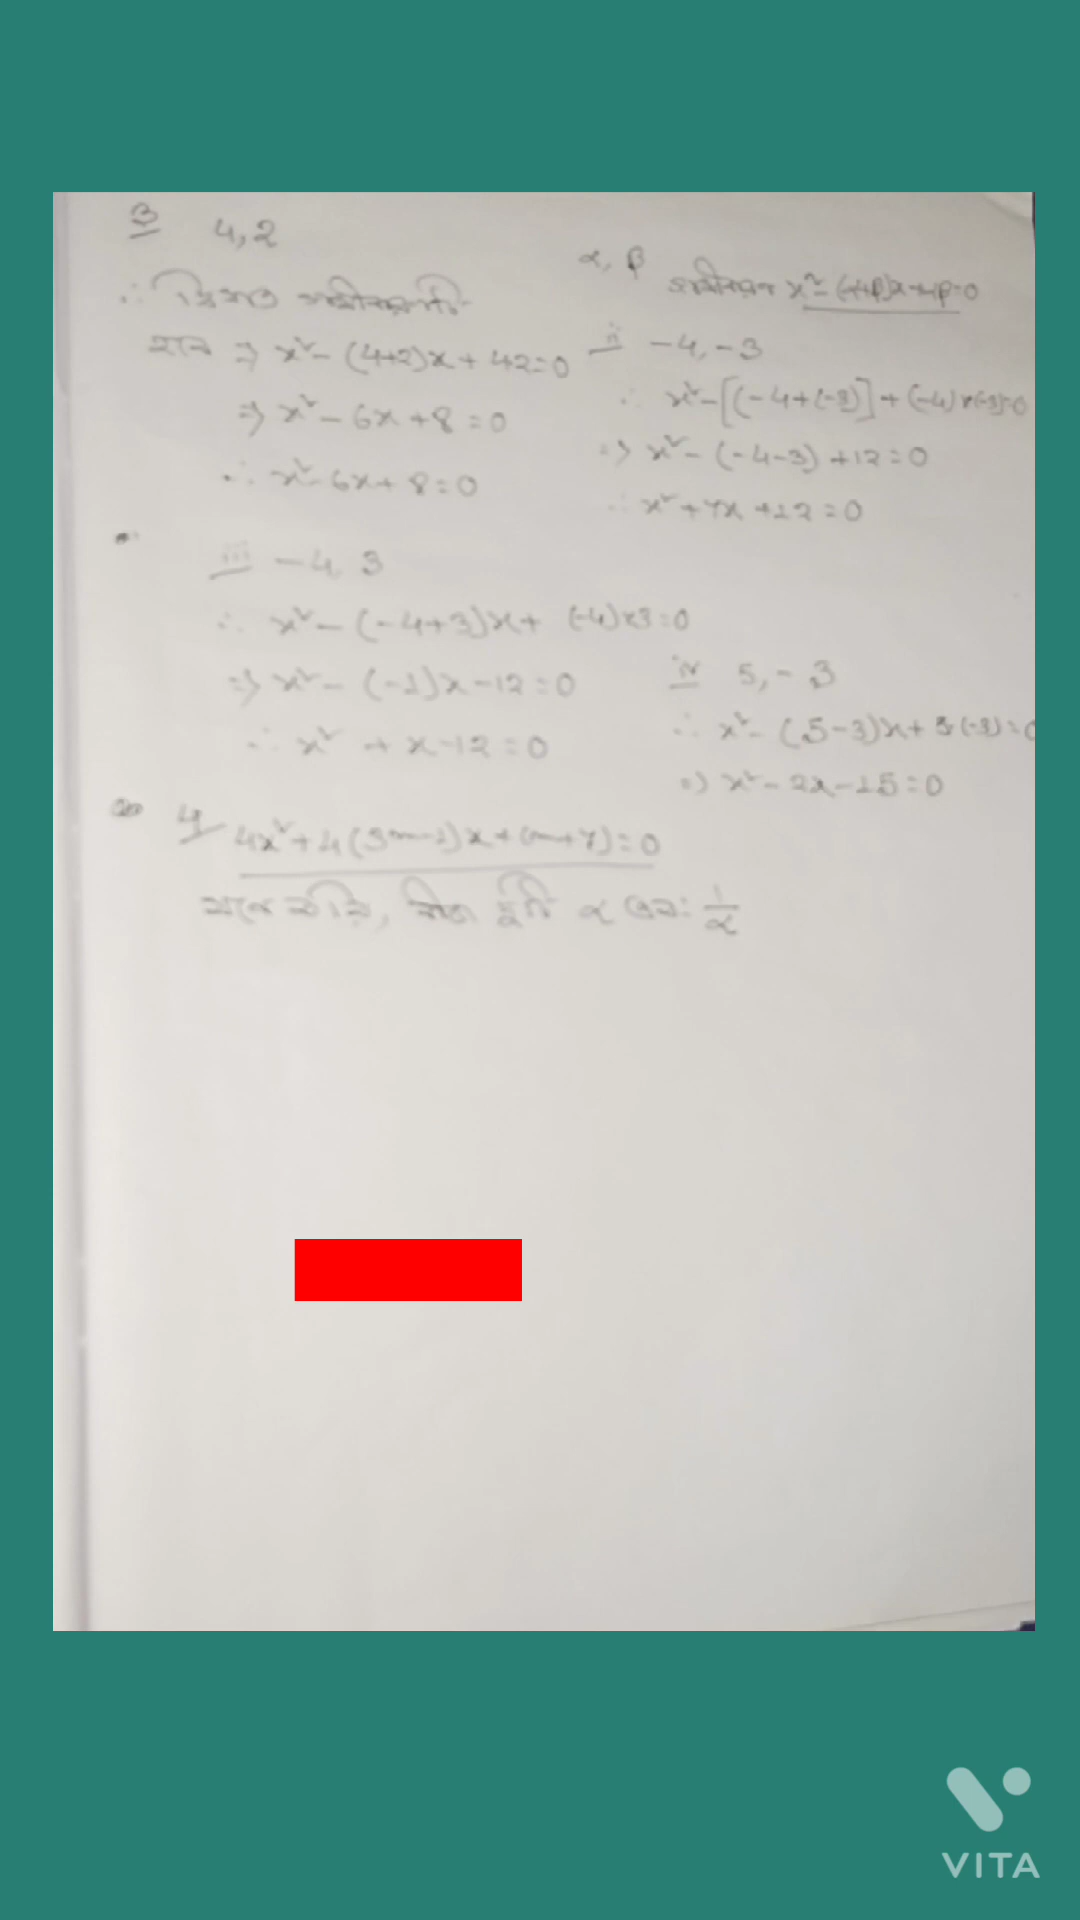 3
4, 2
α, β সমীকরণ x² - (α+β)x + αβ = 0
∴ দ্বিঘাত সমীকরণটি
হবে ⇒ x² - (4+2)x + 42=0
⇒ x² - 6x + 8 = 0
∴ x² - 6x + 8 = 0
ii -4, -3
∴ x² - [(-4+(-3)] + (-4)x(-3)=0
⇒ x² - (-4-3) + 12 = 0
∴ x² + 7x + 12 = 0
iii -4, 3
∴ x² - (-4+3)x + (-4)x3 = 0
⇒ x² - (-1)x - 12 = 0
∴ x² + x - 12 = 0
iv 5, -3
∴ x² - (5-3)x + 5(-3) = 0
⇒ x² - 2x - 15 = 0
4 4x² + 4(3m-1)x + (m+7) = 0
মনে করি, বীজ দুটি α এবং 1/α
VITA